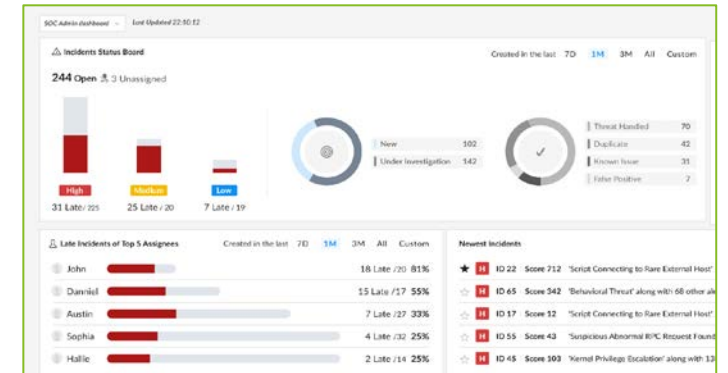 SOC Admin dashboard Last Updated 22:10:12
Incidents Status Board Created in the last 7D 1M 3M All Custom
244 Open 3 Unassigned
High Medium Low
31 Late / 225 25 Late / 20 7 Late / 19
New 102
Under Investigation 142
Threat Handled 70
Duplicate 42
Known Issue 31
False Positive 7
Late Incidents of Top 5 Assignees Created in the last 7D 1M 3M All Custom
John 18 Late /20 81%
Danniel 15 Late /17 55%
Austin 7 Late /27 33%
Sophia 4 Late /32 25%
Hallie 2 Late /14 25%
Newest Incidents
H ID 22 Score 712 'Script Connecting to Rare External Host'
H ID 65 Score 342 'Behavioral Threat' along with 68 other al
H ID 17 Score 12 'Script Connecting to Rare External Host'
H ID 55 Score 43 'Suspicious Abnormal RPC Request Found
H ID 45 Score 103 'Kernel Privilege Escalation' along with 13